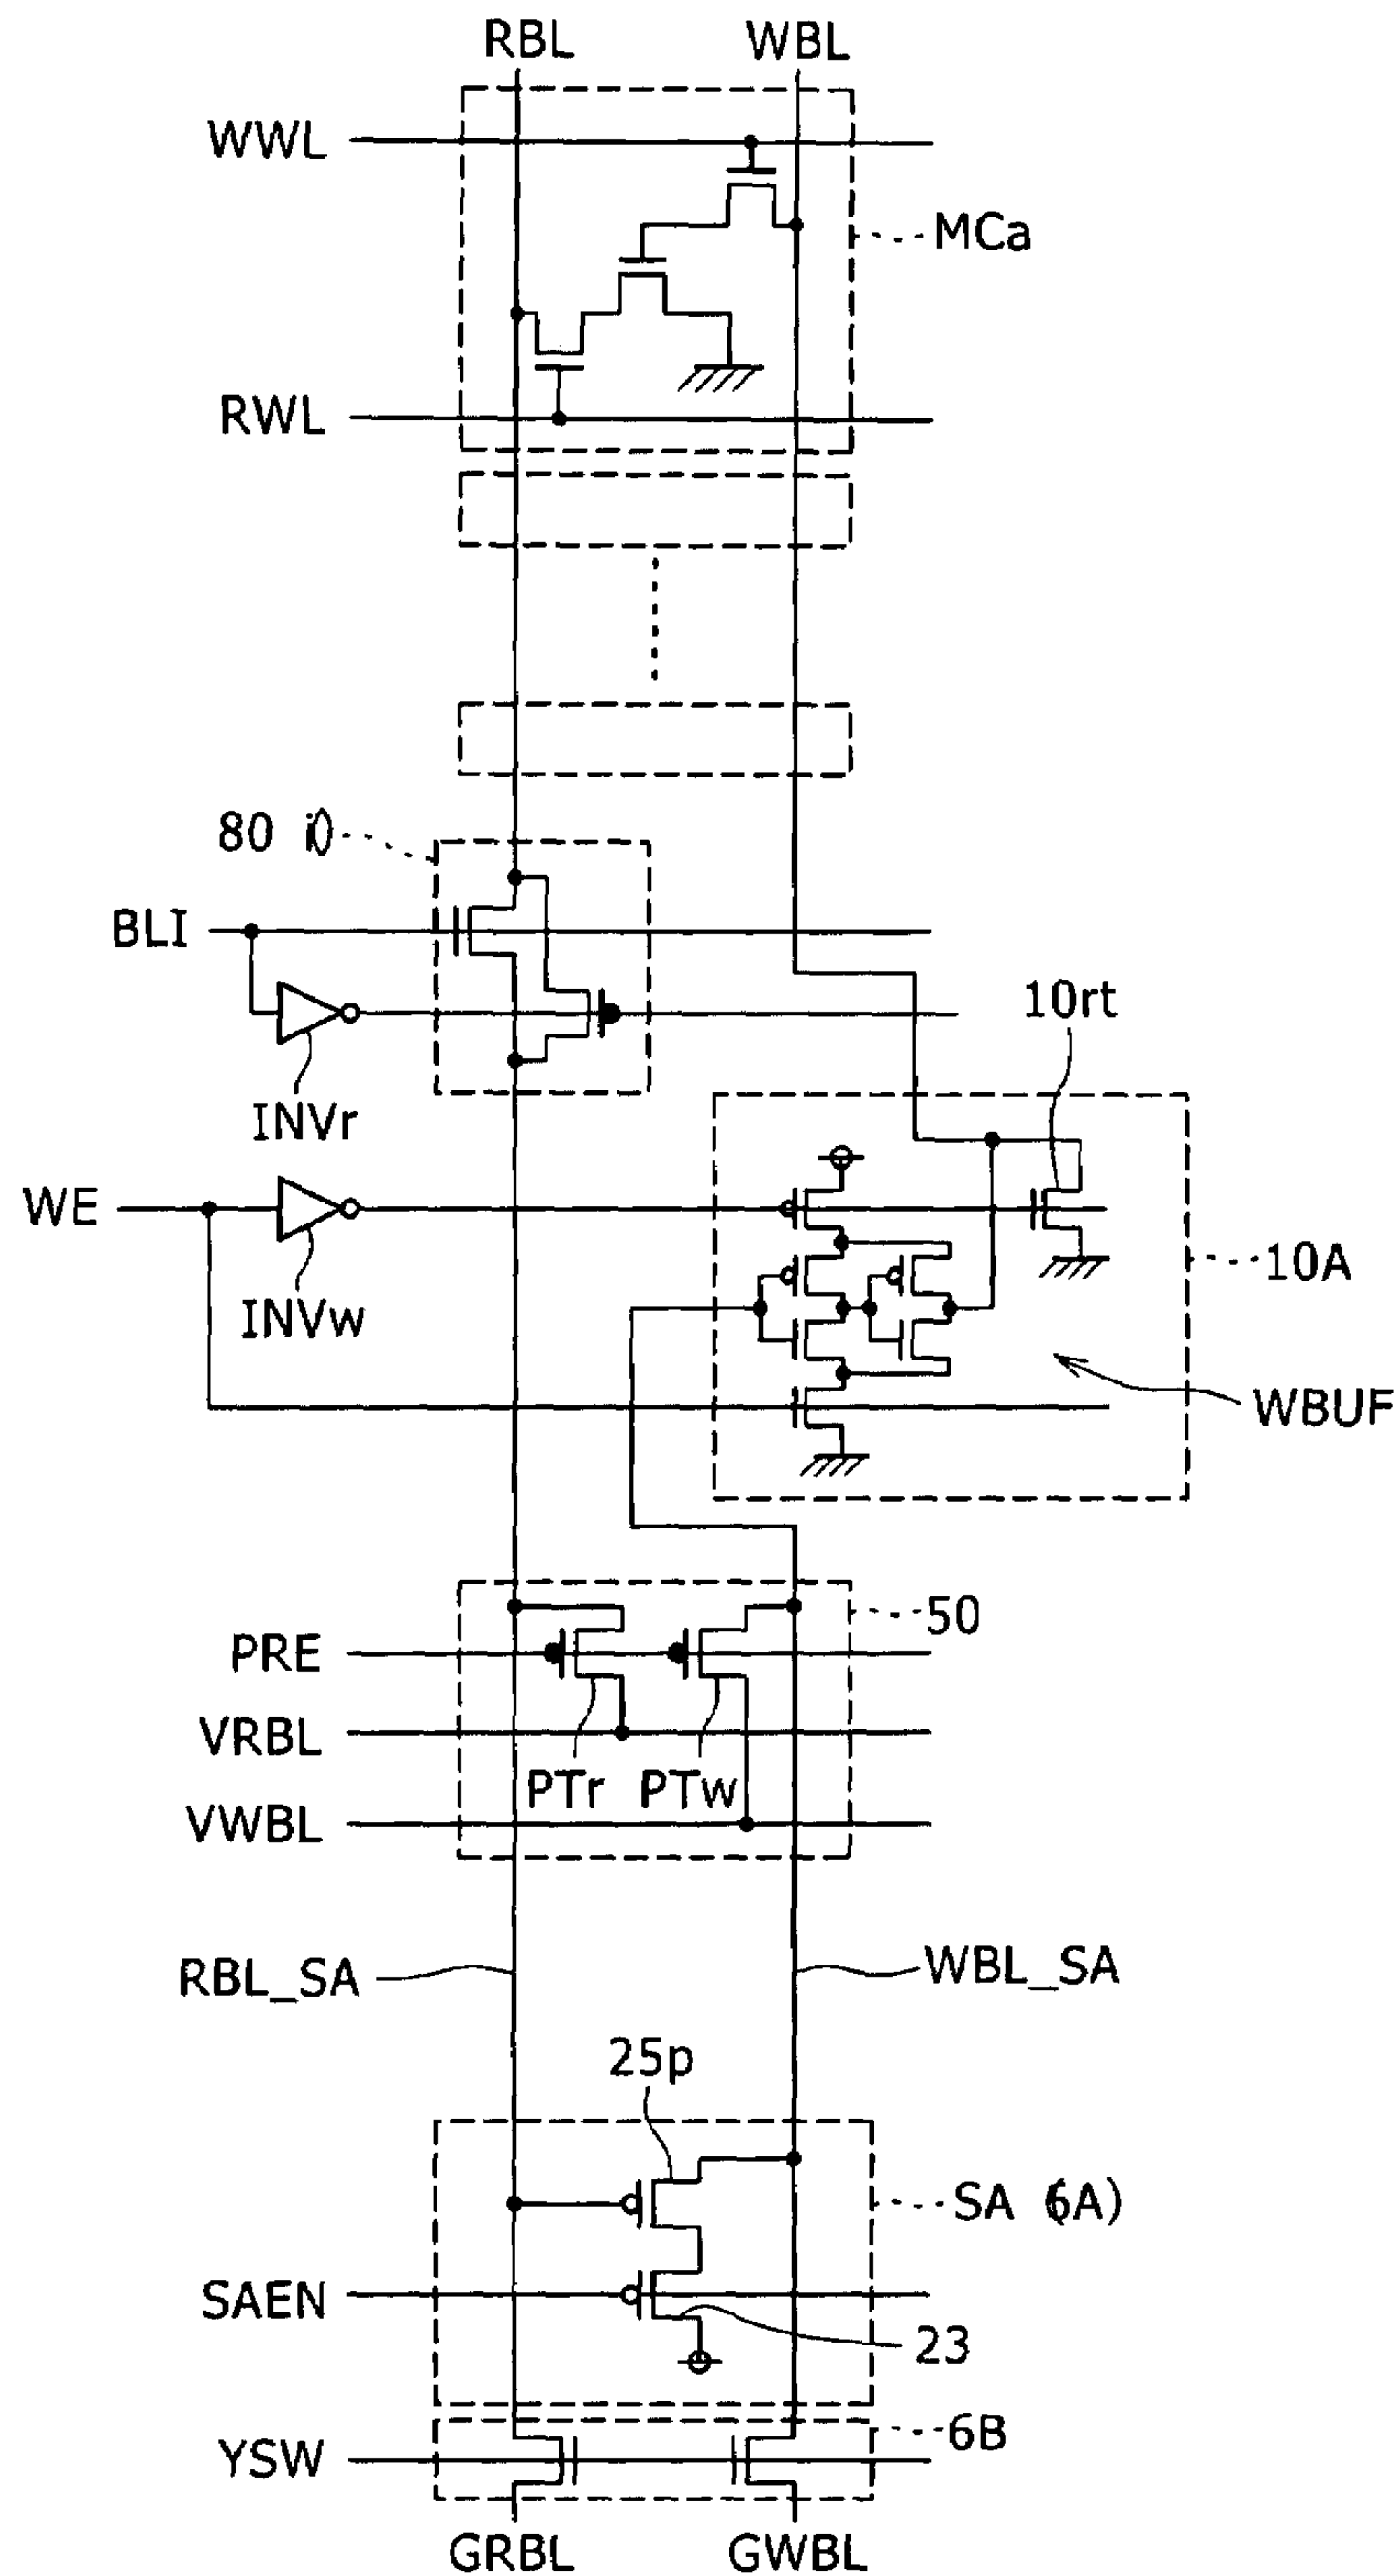 RBL WBL
WWL
MCa
RWL
80 i)
BLI
10rt
INVr
WE
10A
INVw
WBUF
50
PRE
VRBL
PTr PTw
VWBL
RBL_SA
WBL_SA
25p
SA (6A)
SAEN
23
6B
YSW
GRBL GWBL